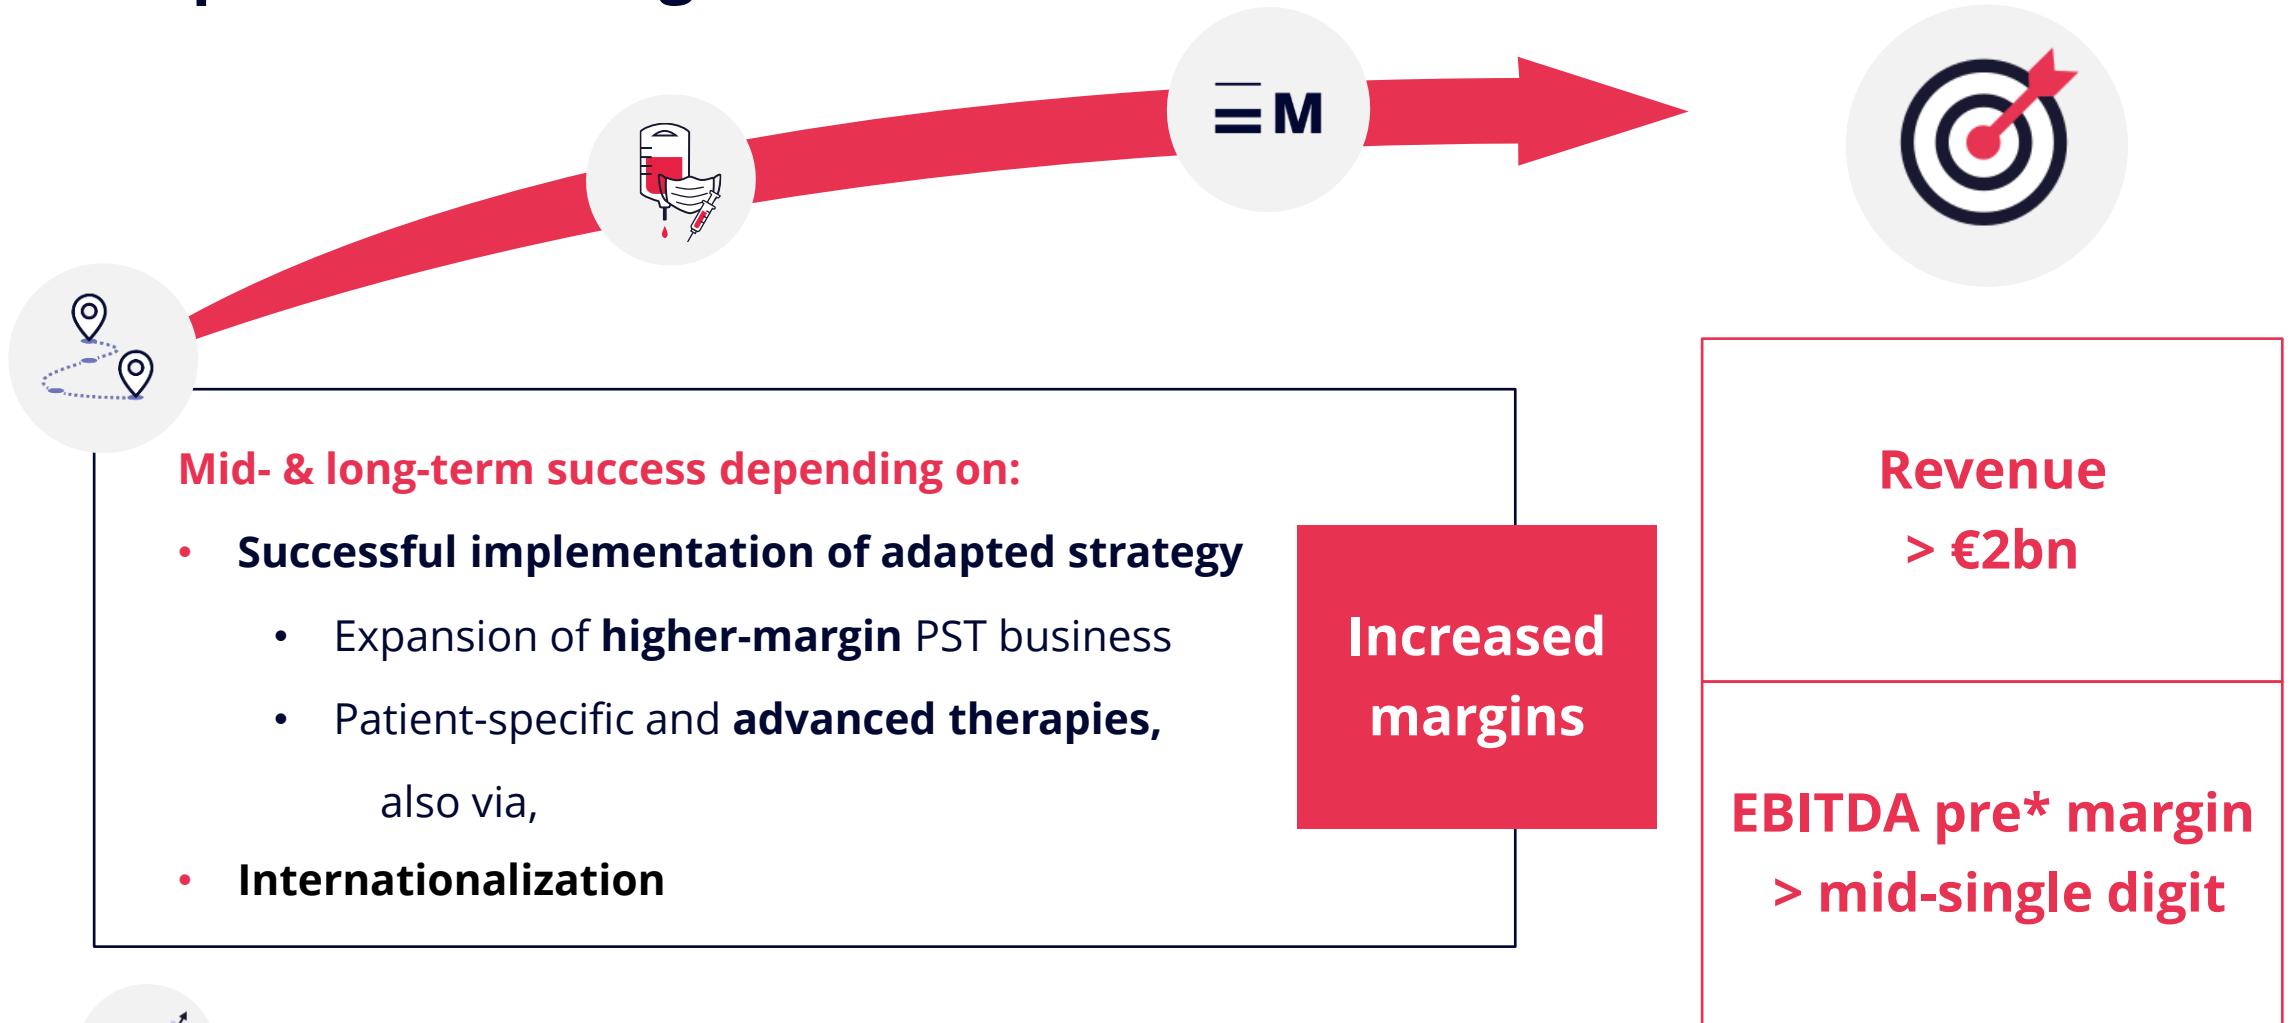 M
Mid- & long-term success depending on:
• Successful implementation of adapted strategy
• Expansion of higher-margin PST business
• Patient-specific and advanced therapies,
also via,
• Internationalization
Increased
margins
Revenue
> €2bn
EBITDA pre* margin
> mid-single digit